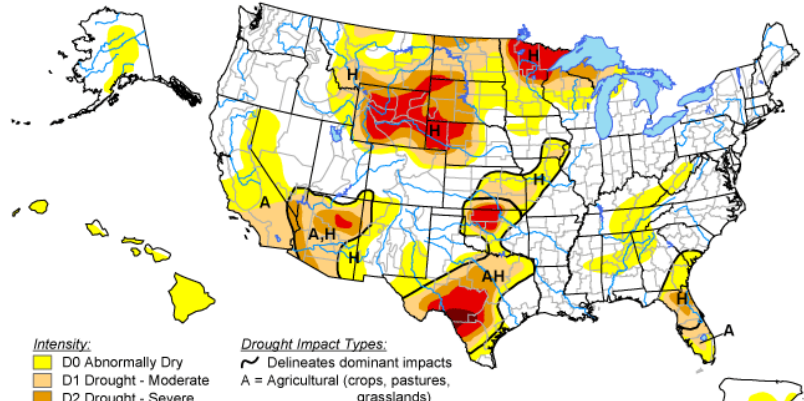 H
H
H
H
A
A,H
H
AH
H
A
Intensity:
D0 Abnormally Dry
D1 Drought - Moderate
D2 Drought - Severe
Drought Impact Types:
Delineates dominant impacts
A = Agricultural (crops, pastures,
grasslands)